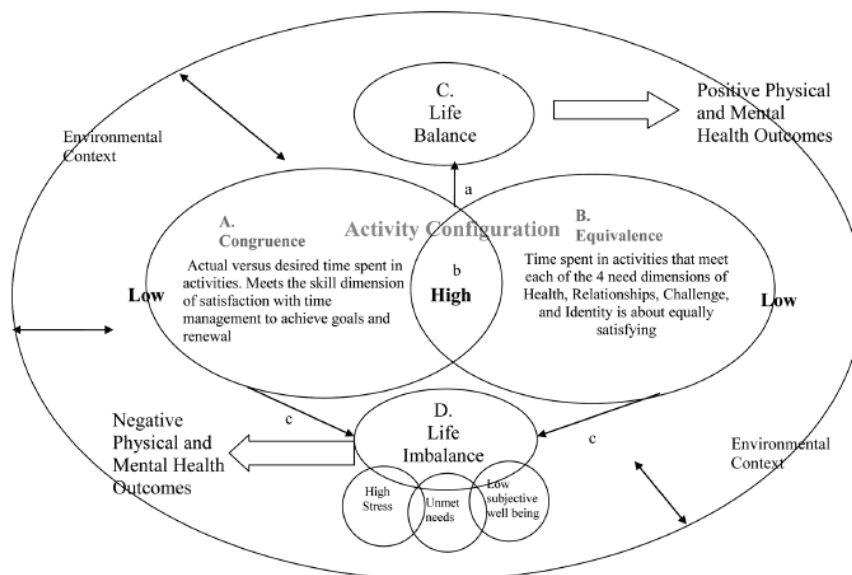 C.
Life
Balance
Positive Physical
and Mental
Health Outcomes
Environmental
Context
a
Activity Configuration
A.
Congruence
B.
Equivalence
Actual versus desired time spent in
activities. Meets the skill dimension
of satisfaction with time
management to achieve goals and
renewal
Low
b
High
Time spent in activities that meet
each of the 4 need dimensions of
Health, Relationships, Challenge,
and Identity is about equally
satisfying
Low
c
c
D.
Life
Imbalance
Negative
Physical and
Mental Health
Outcomes
High
Stress
Unmet
needs
Low
subjective
well being
Environmental
Context